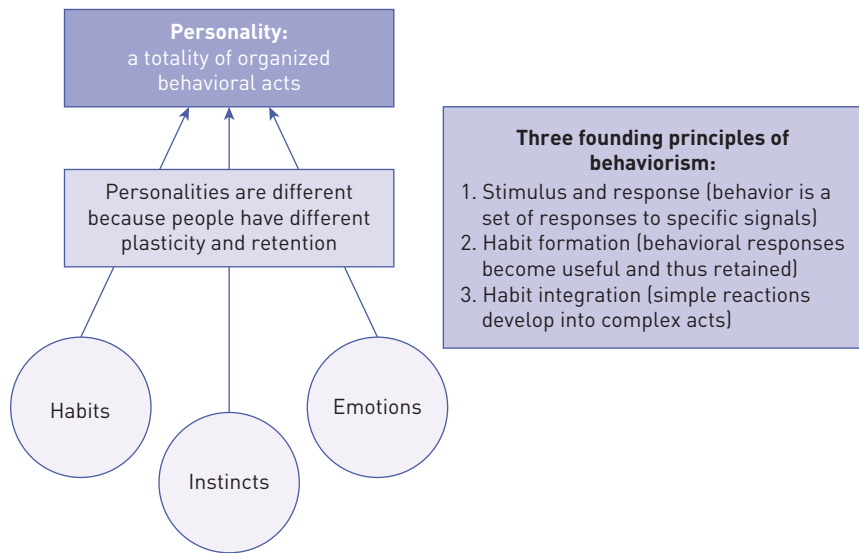 Personality:
a totality of organized
behavioral acts
Personalities are different
because people have different
plasticity and retention
Habits
Instincts
Emotions
Three founding principles of
behaviorism:
1. Stimulus and response (behavior is a
set of responses to specific signals)
2. Habit formation (behavioral responses
become useful and thus retained)
3. Habit integration (simple reactions
develop into complex acts)